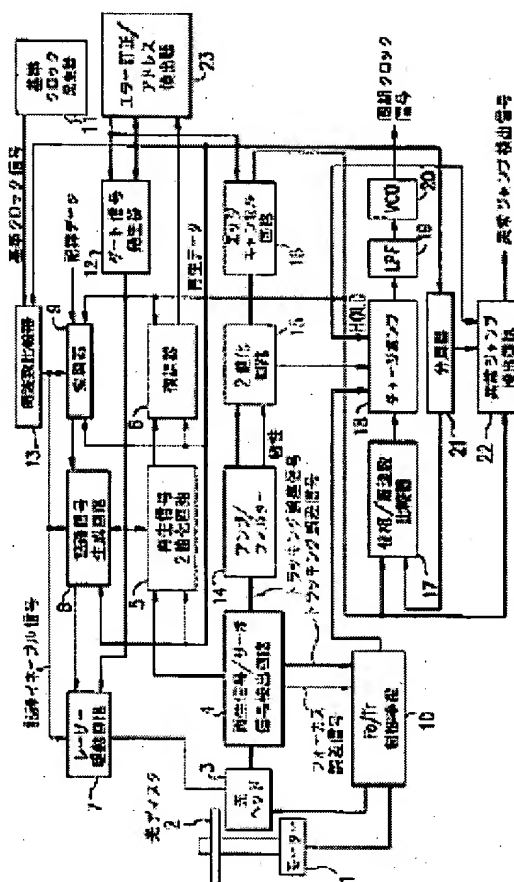 基準
クロック
発生器
11
基準クロック信号
エラー訂正/
アドレス
検出器
23
周波数比較器
13
記録データ
ゲート信号
発生器
12
変調器
9
再生データ
記録信号
生成回路
8
復調器
6
記録イネーブル信号
レーザー
駆動回路
7
再生信号
2値化回路
5
エッジ
キャンセル
回路
16
2値化
回路
15
極性
アンプ/
フィルター
14
トラッキング誤差信号
トラッキング誤差信号
再生信号/サーボ
信号検出回路
4
フォーカス
誤差信号
光ディスク
2
光
ヘッド
3
モーター
1
Fo/Tr
制御手段
10
位相/周波数
比較器
17
チャージポンプ
18
HOLD
LPF
19
VCO
20
同期クロック
信号
分周器
21
異常ジャンプ
検出回路
22
異常ジャンプ検出信号